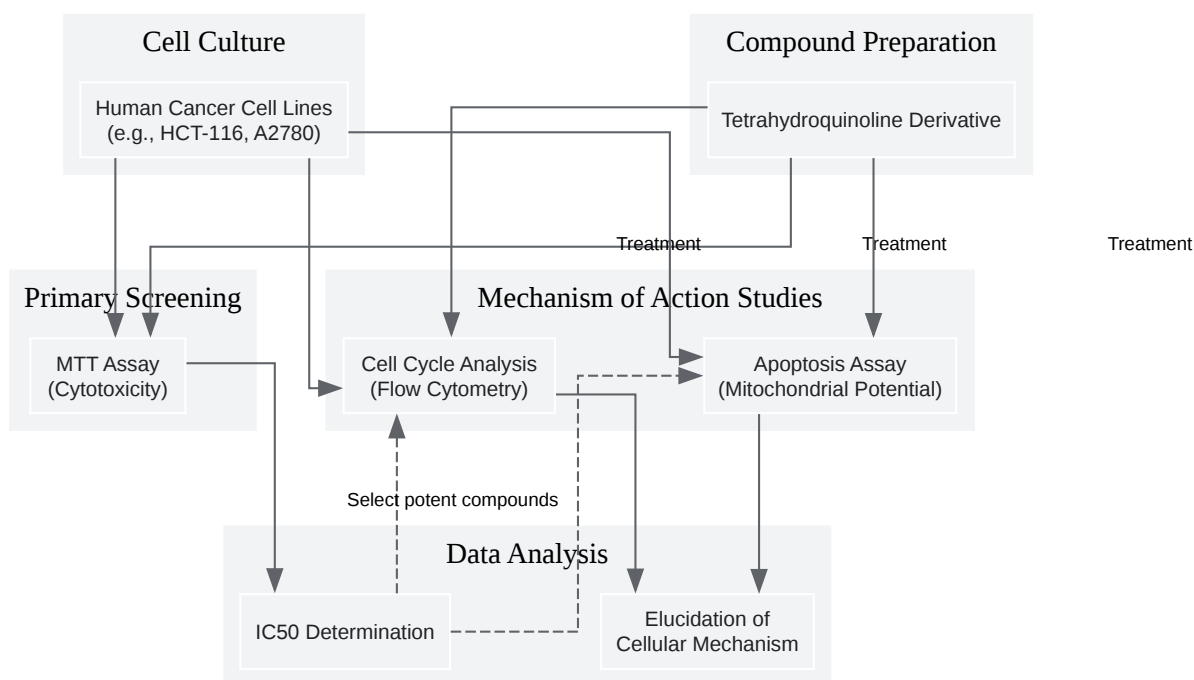 Cell Culture
Compound Preparation
Human Cancer Cell Lines
(e.g., HCT-116, A2780)
Tetrahydroquinoline Derivative
Treatment
Treatment
Treatment
Primary Screening
Mechanism of Action Studies
MTT Assay
(Cytotoxicity)
Cell Cycle Analysis
(Flow Cytometry)
Apoptosis Assay
(Mitochondrial Potential)
Select potent compounds
Data Analysis
IC50 Determination
Elucidation of
Cellular Mechanism